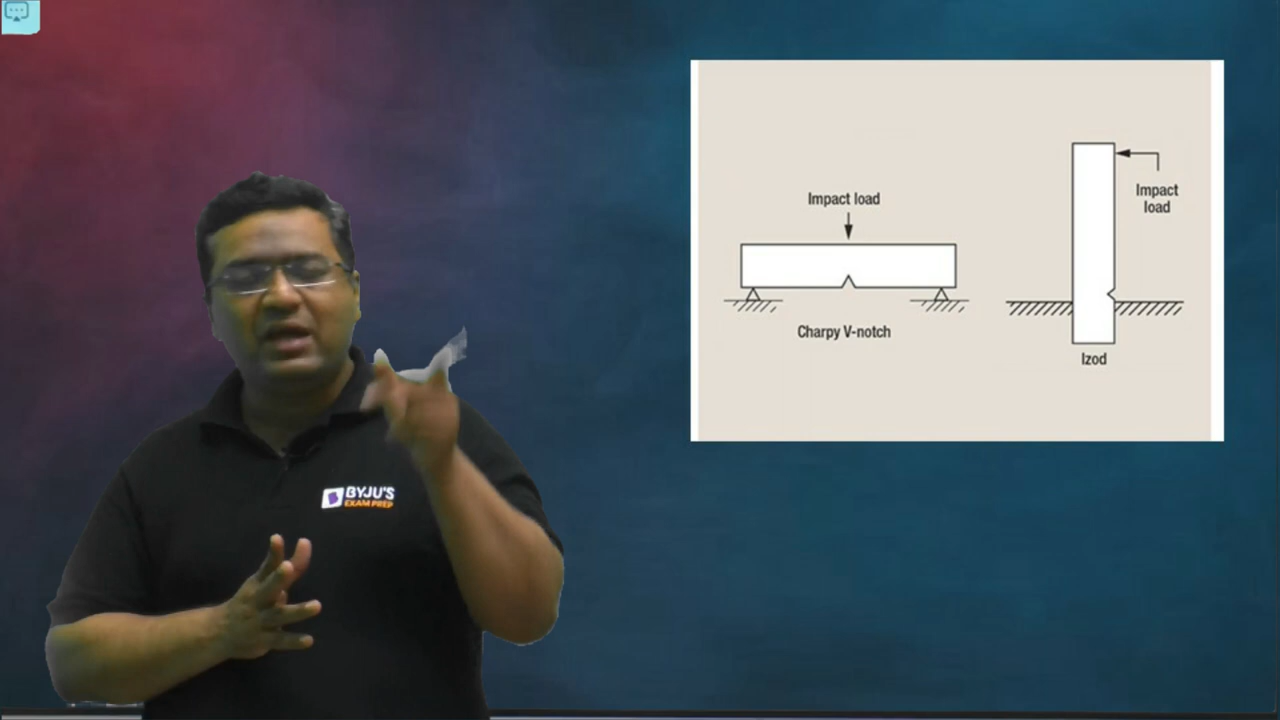 BYJU'S
EXAM PREP
Impact load
Charpy V-notch
Impact
load
Izod